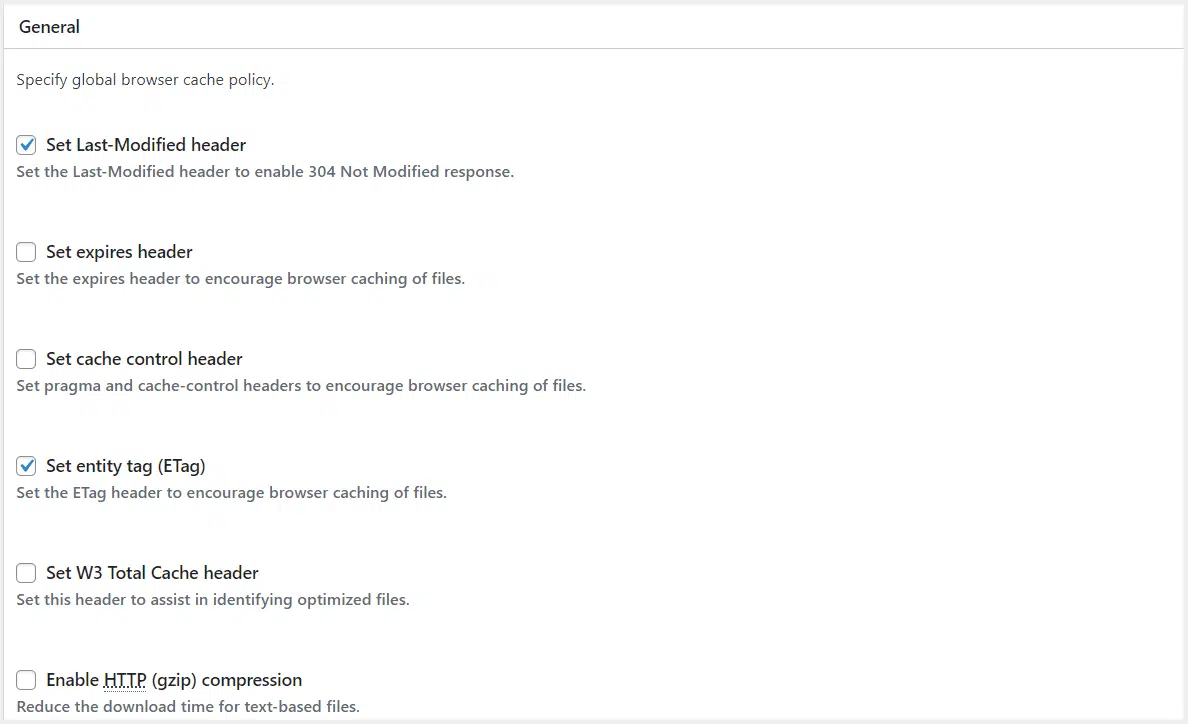 General
Specify global browser cache policy.
Set Last-Modified header
Set the Last-Modified header to enable 304 Not Modified response.
Set expires header
Set the expires header to encourage browser caching of files.
Set cache control header
Set pragma and cache-control headers to encourage browser caching of files.
Set entity tag (ETag)
Set the ETag header to encourage browser caching of files.
Set W3 Total Cache header
Set this header to assist in identifying optimized files.
Enable HTTP (gzip) compression
Reduce the download time for text-based files.